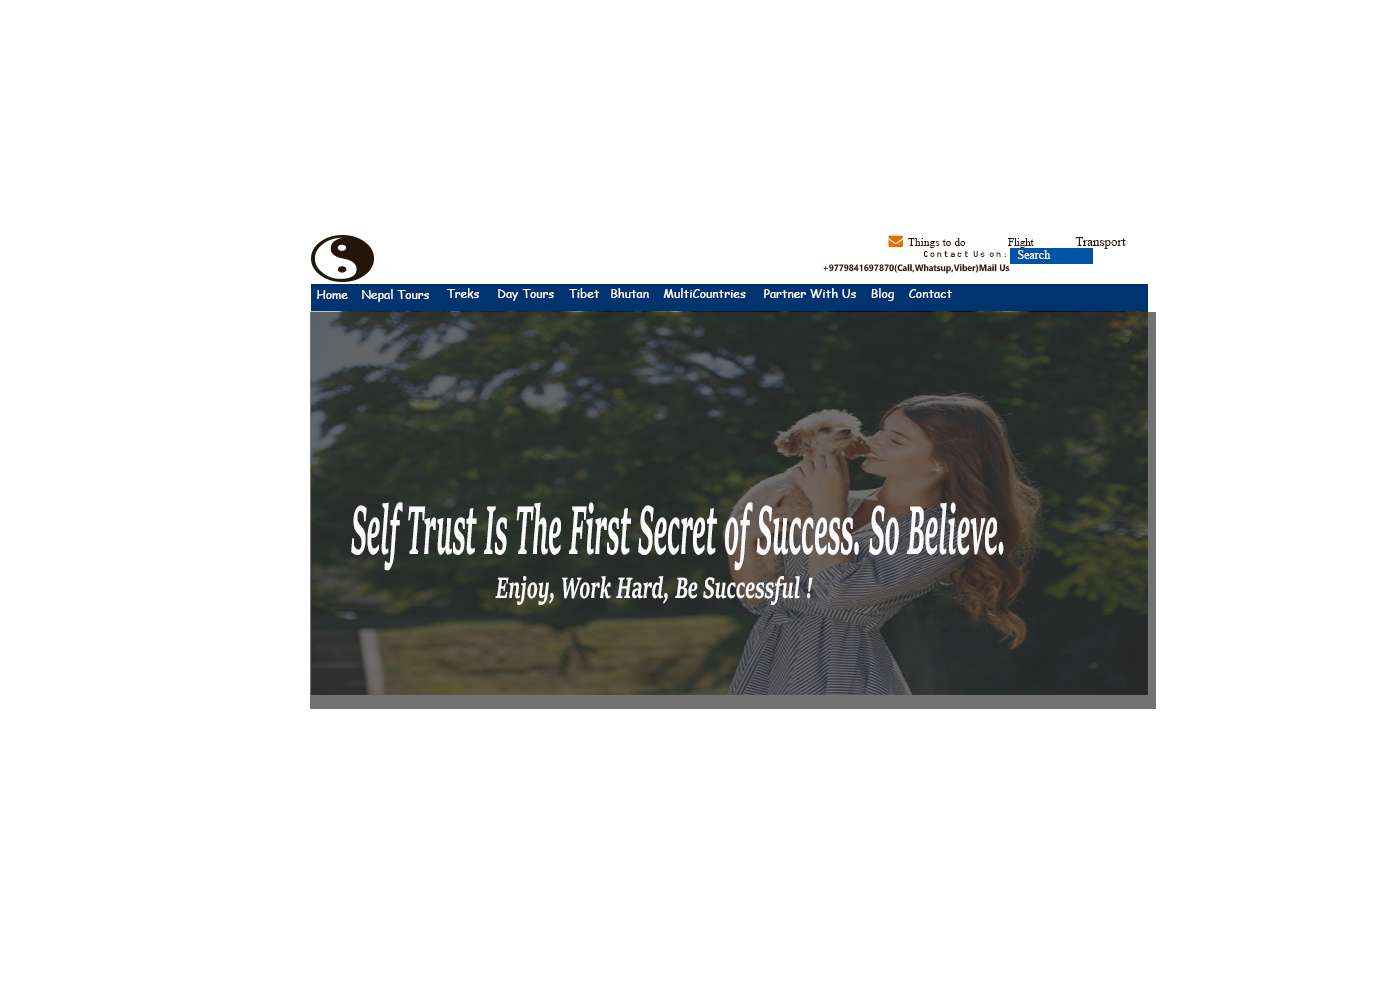 Things to do Flight Transport
Contact Us on: Search
+9779841697870(Call,Whatsup,Viber)Mail Us
Home Nepal Tours Treks Day Tours Tibet Bhutan MultiCountries Partner With Us Blog Contact
Self Trust Is The First Secret of Success. So Believe.
Enjoy, Work Hard, Be Successful !